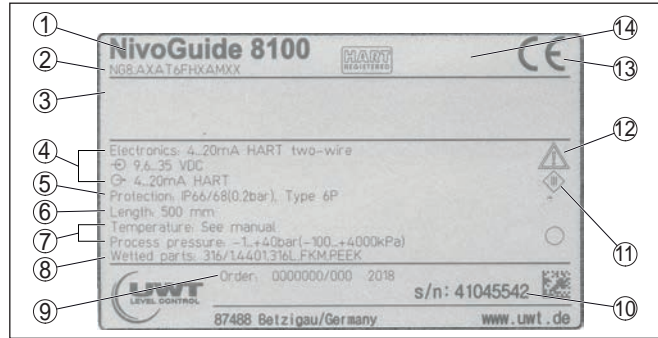 NivoGuide 8100
HART
REGISTERED
CE
NG8.AXAT6FHXAMXX
Electronics: 4...20mA HART two-wire
9,6...35 VDC
4...20mA HART
Protection: IP66/68(0,2bar), Type 6P
Length: 500 mm
Temperature: See manual
Process pressure: -1...+40bar(-100...+4000kPa)
Wetted parts: 316/1.4401,316L,FKM,PEEK
Order: 0000000/000 2018
UWT
LEVEL CONTROL
s/n: 41045542
87488 Betzigau/Germany
www.uwt.de
1
2
3
4
5
6
7
8
9
10
11
12
13
14